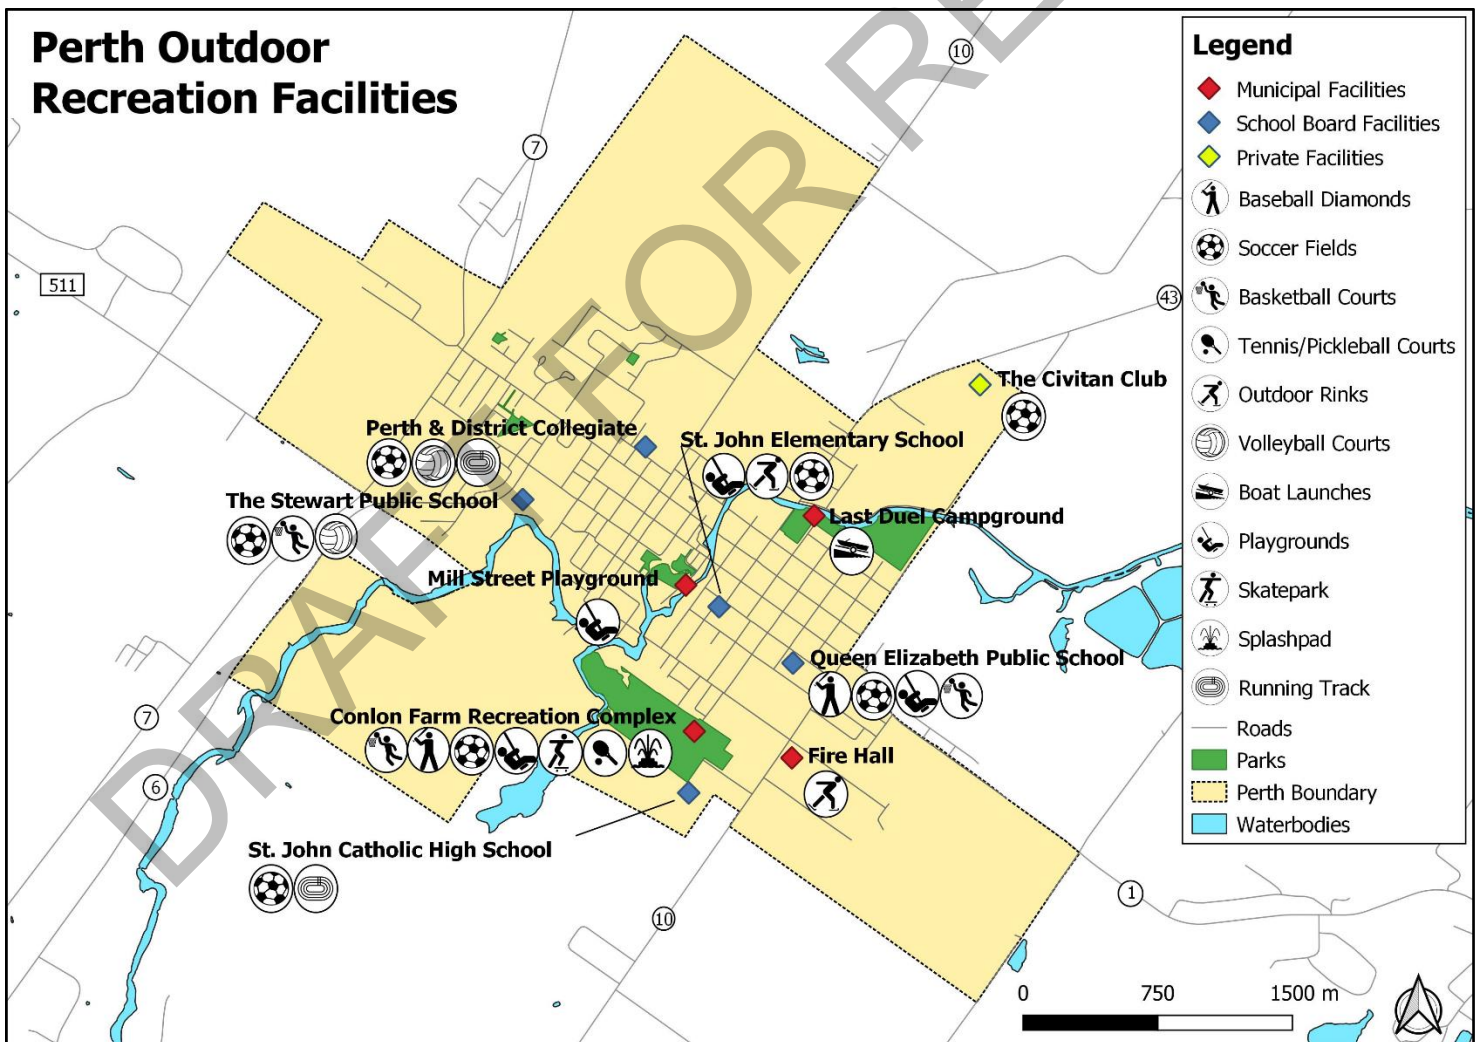 Perth Outdoor
Recreation Facilities
DRAFT FOR RE
10
7
511
43
The Civitan Club
Perth & District Collegiate
St. John Elementary School
The Stewart Public School
Last Duel Campground
Mill Street Playground
Queen Elizabeth Public School
Conlon Farm Recreation Complex
Fire Hall
7
6
St. John Catholic High School
1
10
0 750 1500 m
Legend
Municipal Facilities
School Board Facilities
Private Facilities
Baseball Diamonds
Soccer Fields
Basketball Courts
Tennis/Pickleball Courts
Outdoor Rinks
Volleyball Courts
Boat Launches
Playgrounds
Skatepark
Splashpad
Running Track
Roads
Parks
Perth Boundary
Waterbodies